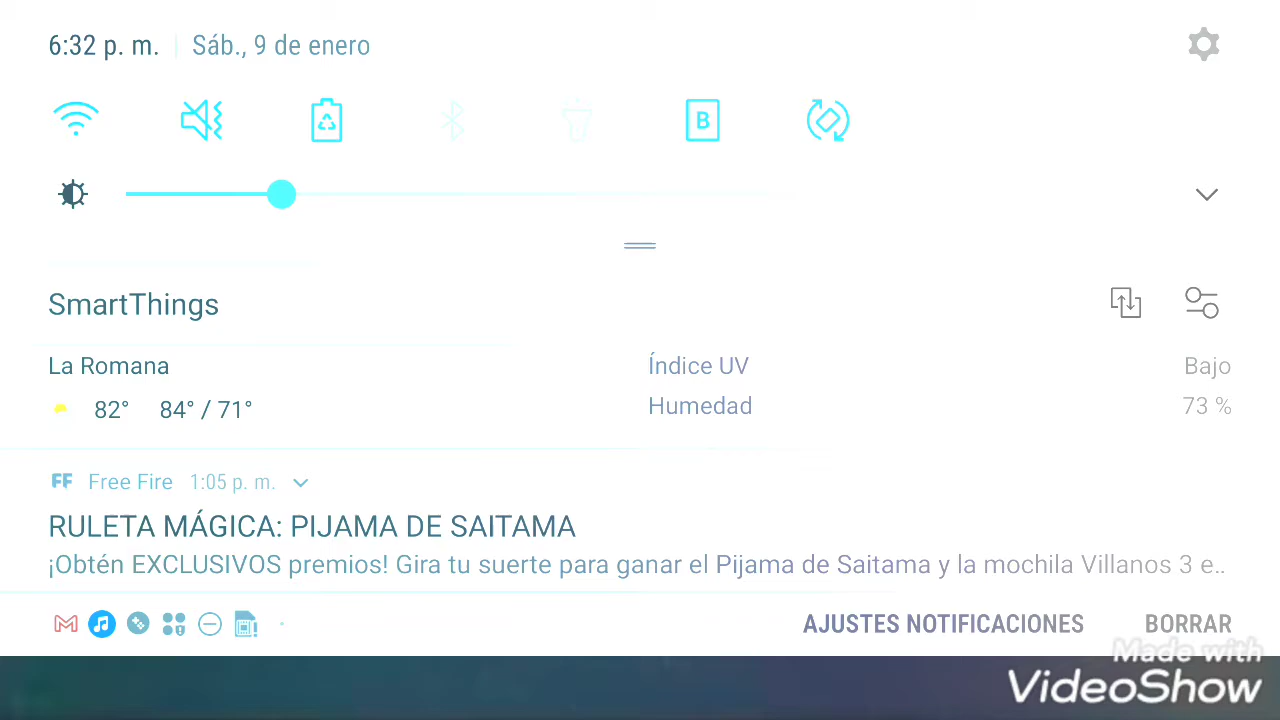 6:32 p. m. Sáb., 9 de enero
B
SmartThings
La Romana
82° 84° / 71°
Índice UV Bajo
Humedad 73 %
FF Free Fire 1:05 p. m.
RULETA MÁGICA: PIJAMA DE SAITAMA
¡Obtén EXCLUSIVOS premios! Gira tu suerte para ganar el Pijama de Saitama y la mochila Villanos 3 e..
AJUSTES NOTIFICACIONES BORRAR
Made with
VideoShow